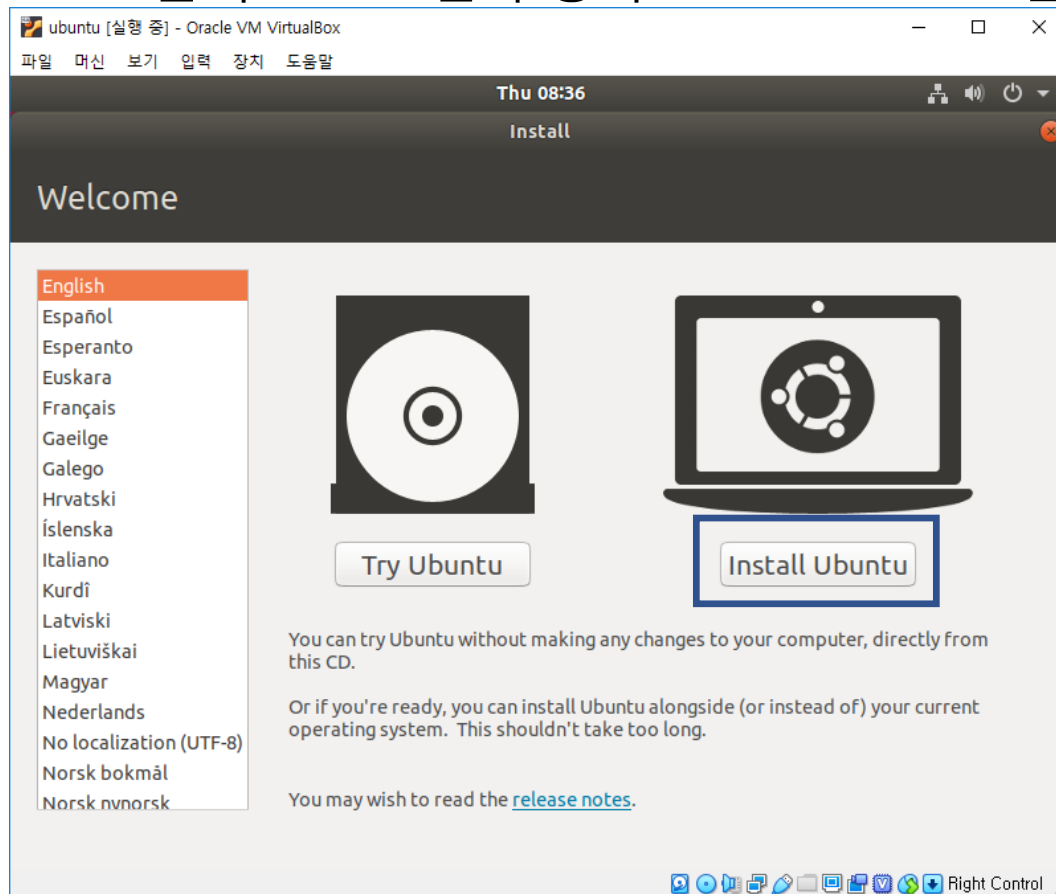 ubuntu [실행 중] - Oracle VM VirtualBox
파일 머신 보기 입력 장치 도움말
Thu 08:36
Install
Welcome
English
Español
Esperanto
Euskara
Français
Gaeilge
Galego
Hrvatski
Íslenska
Italiano
Kurdî
Latviski
Lietuviškai
Magyar
Nederlands
No localization (UTF-8)
Norsk bokmål
Norsk nynorsk
Try Ubuntu
Install Ubuntu
You can try Ubuntu without making any changes to your computer, directly from
this CD.
Or if you're ready, you can install Ubuntu alongside (or instead of) your current
operating system. This shouldn't take too long.
You may wish to read the release notes.
Right Control